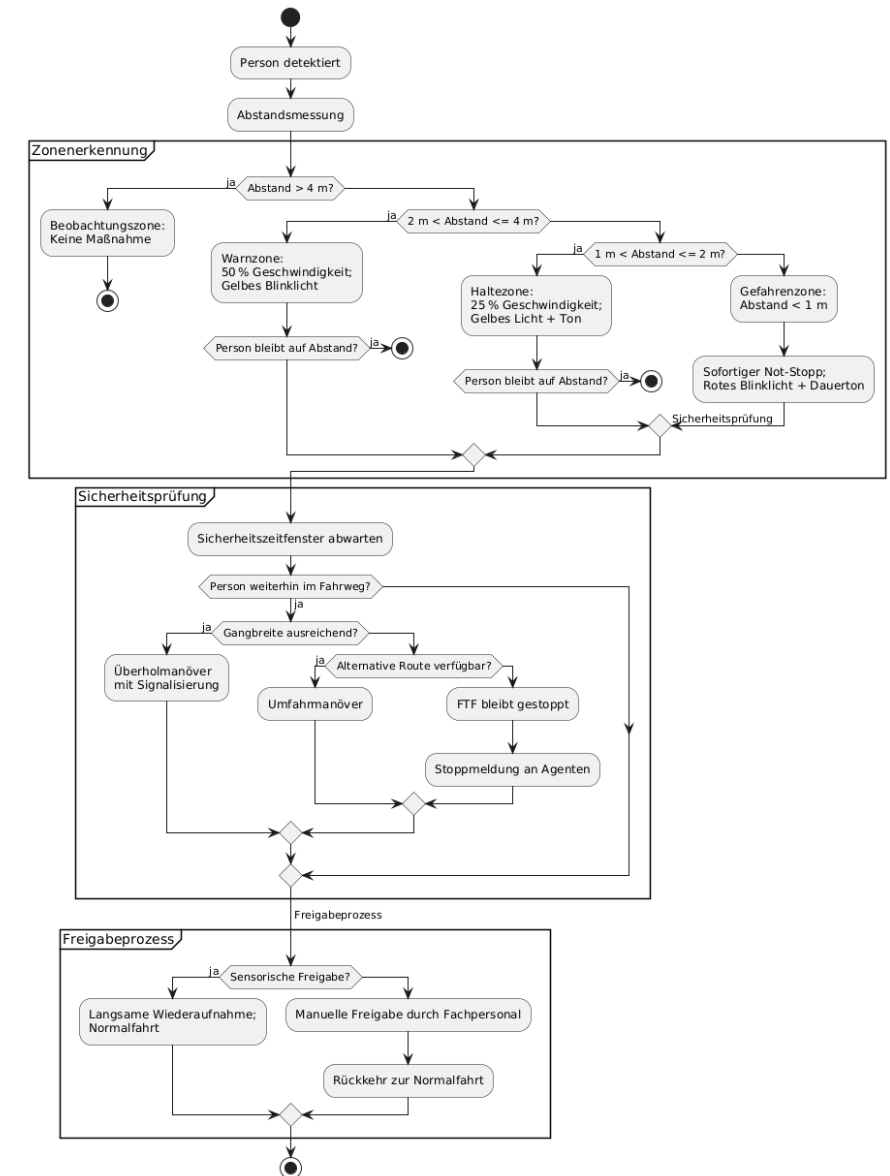 Person detektiert
Abstandsmessung
Zonenerkennung
ja
Abstand > 4 m?
Beobachtungszone:
Keine Maßnahme
ja
2 m < Abstand <= 4 m?
Warnzone:
50 % Geschwindigkeit;
Gelbes Blinklicht
Person bleibt auf Abstand?
ja
ja
1 m < Abstand <= 2 m?
Haltezone:
25 % Geschwindigkeit;
Gelbes Licht + Ton
Person bleibt auf Abstand?
ja
Gefahrenzone:
Abstand < 1 m
Sofortiger Not-Stopp;
Rotes Blinklicht + Dauerton
Sicherheitsprüfung
Sicherheitsprüfung
Sicherheitszeitfenster abwarten
Person weiterhin im Fahrweg?
ja
ja
Gangbreite ausreichend?
Überholmanöver
mit Signalisierung
ja
Alternative Route verfügbar?
Umfahrmanöver
FTF bleibt gestoppt
Stoppmeldung an Agenten
Freigabeprozess
Freigabeprozess
ja
Sensorische Freigabe?
Langsame Wiederaufnahme;
Normalfahrt
Manuelle Freigabe durch Fachpersonal
Rückkehr zur Normalfahrt